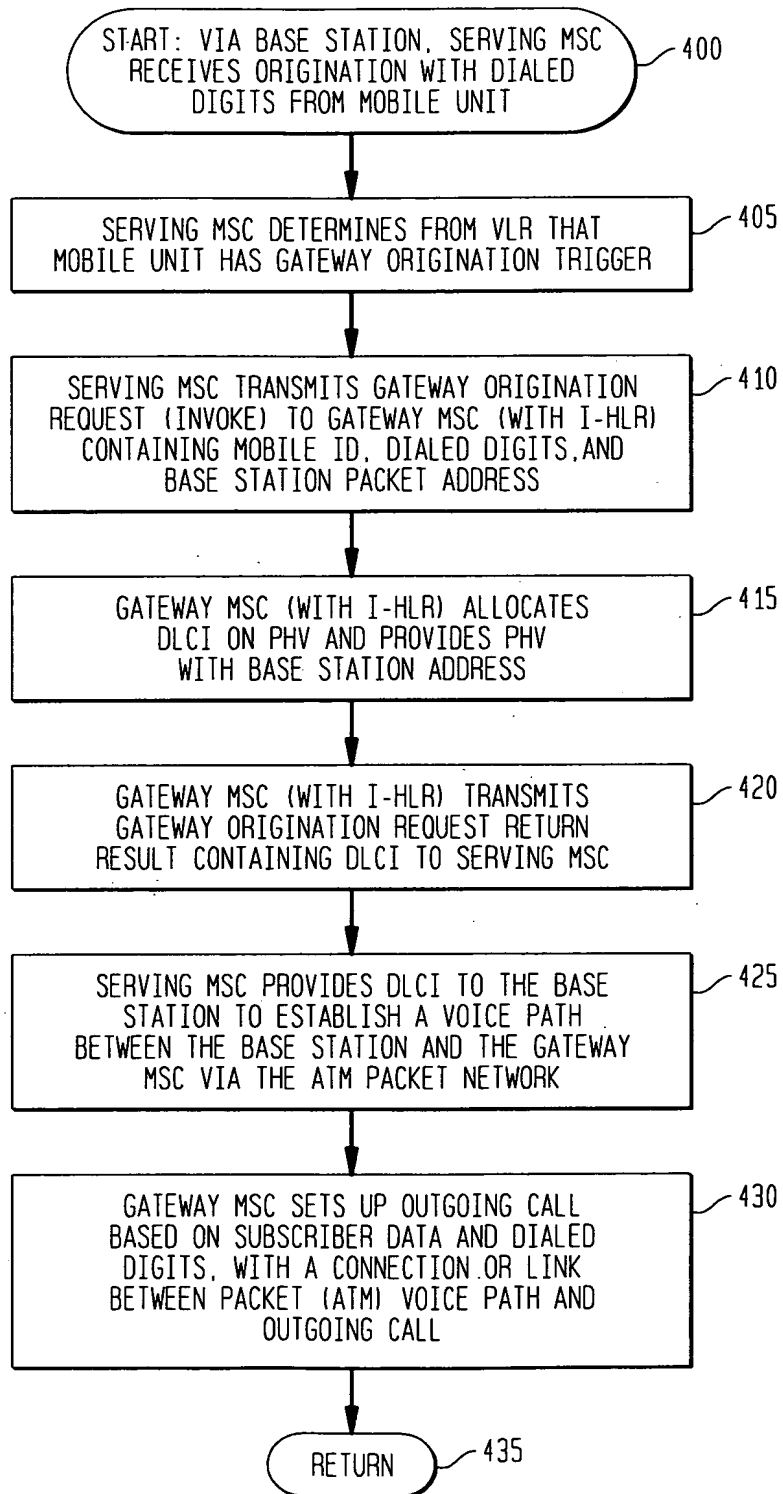 START: VIA BASE STATION, SERVING MSC
RECEIVES ORIGINATION WITH DIALED
DIGITS FROM MOBILE UNIT
400
SERVING MSC DETERMINES FROM VLR THAT
MOBILE UNIT HAS GATEWAY ORIGINATION TRIGGER
405
SERVING MSC TRANSMITS GATEWAY ORIGINATION
REQUEST (INVOKE) TO GATEWAY MSC (WITH I-HLR)
CONTAINING MOBILE ID, DIALED DIGITS,AND
BASE STATION PACKET ADDRESS
410
GATEWAY MSC (WITH I-HLR) ALLOCATES
DLCI ON PHV AND PROVIDES PHV
WITH BASE STATION ADDRESS
415
GATEWAY MSC (WITH I-HLR) TRANSMITS
GATEWAY ORIGINATION REQUEST RETURN
RESULT CONTAINING DLCI TO SERVING MSC
420
SERVING MSC PROVIDES DLCI TO THE BASE
STATION TO ESTABLISH A VOICE PATH
BETWEEN THE BASE STATION AND THE GATEWAY
MSC VIA THE ATM PACKET NETWORK
425
GATEWAY MSC SETS UP OUTGOING CALL
BASED ON SUBSCRIBER DATA AND DIALED
DIGITS, WITH A CONNECTION OR LINK
BETWEEN PACKET (ATM) VOICE PATH AND
OUTGOING CALL
430
RETURN
435